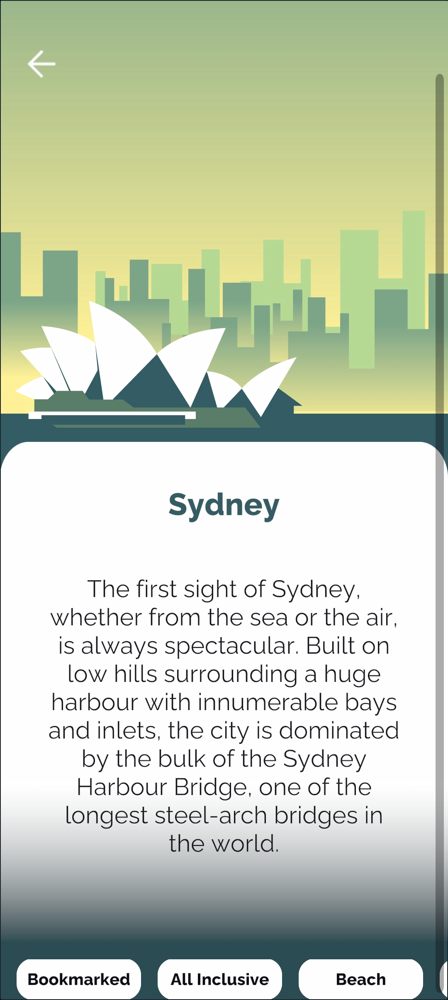 Sydney
The first sight of Sydney,
whether from the sea or the air,
is always spectacular. Built on
low hills surrounding a huge
harbour with innumerable bays
and inlets, the city is dominated
by the bulk of the Sydney
Harbour Bridge, one of the
longest steel-arch bridges in
the world.
Bookmarked All Inclusive Beach